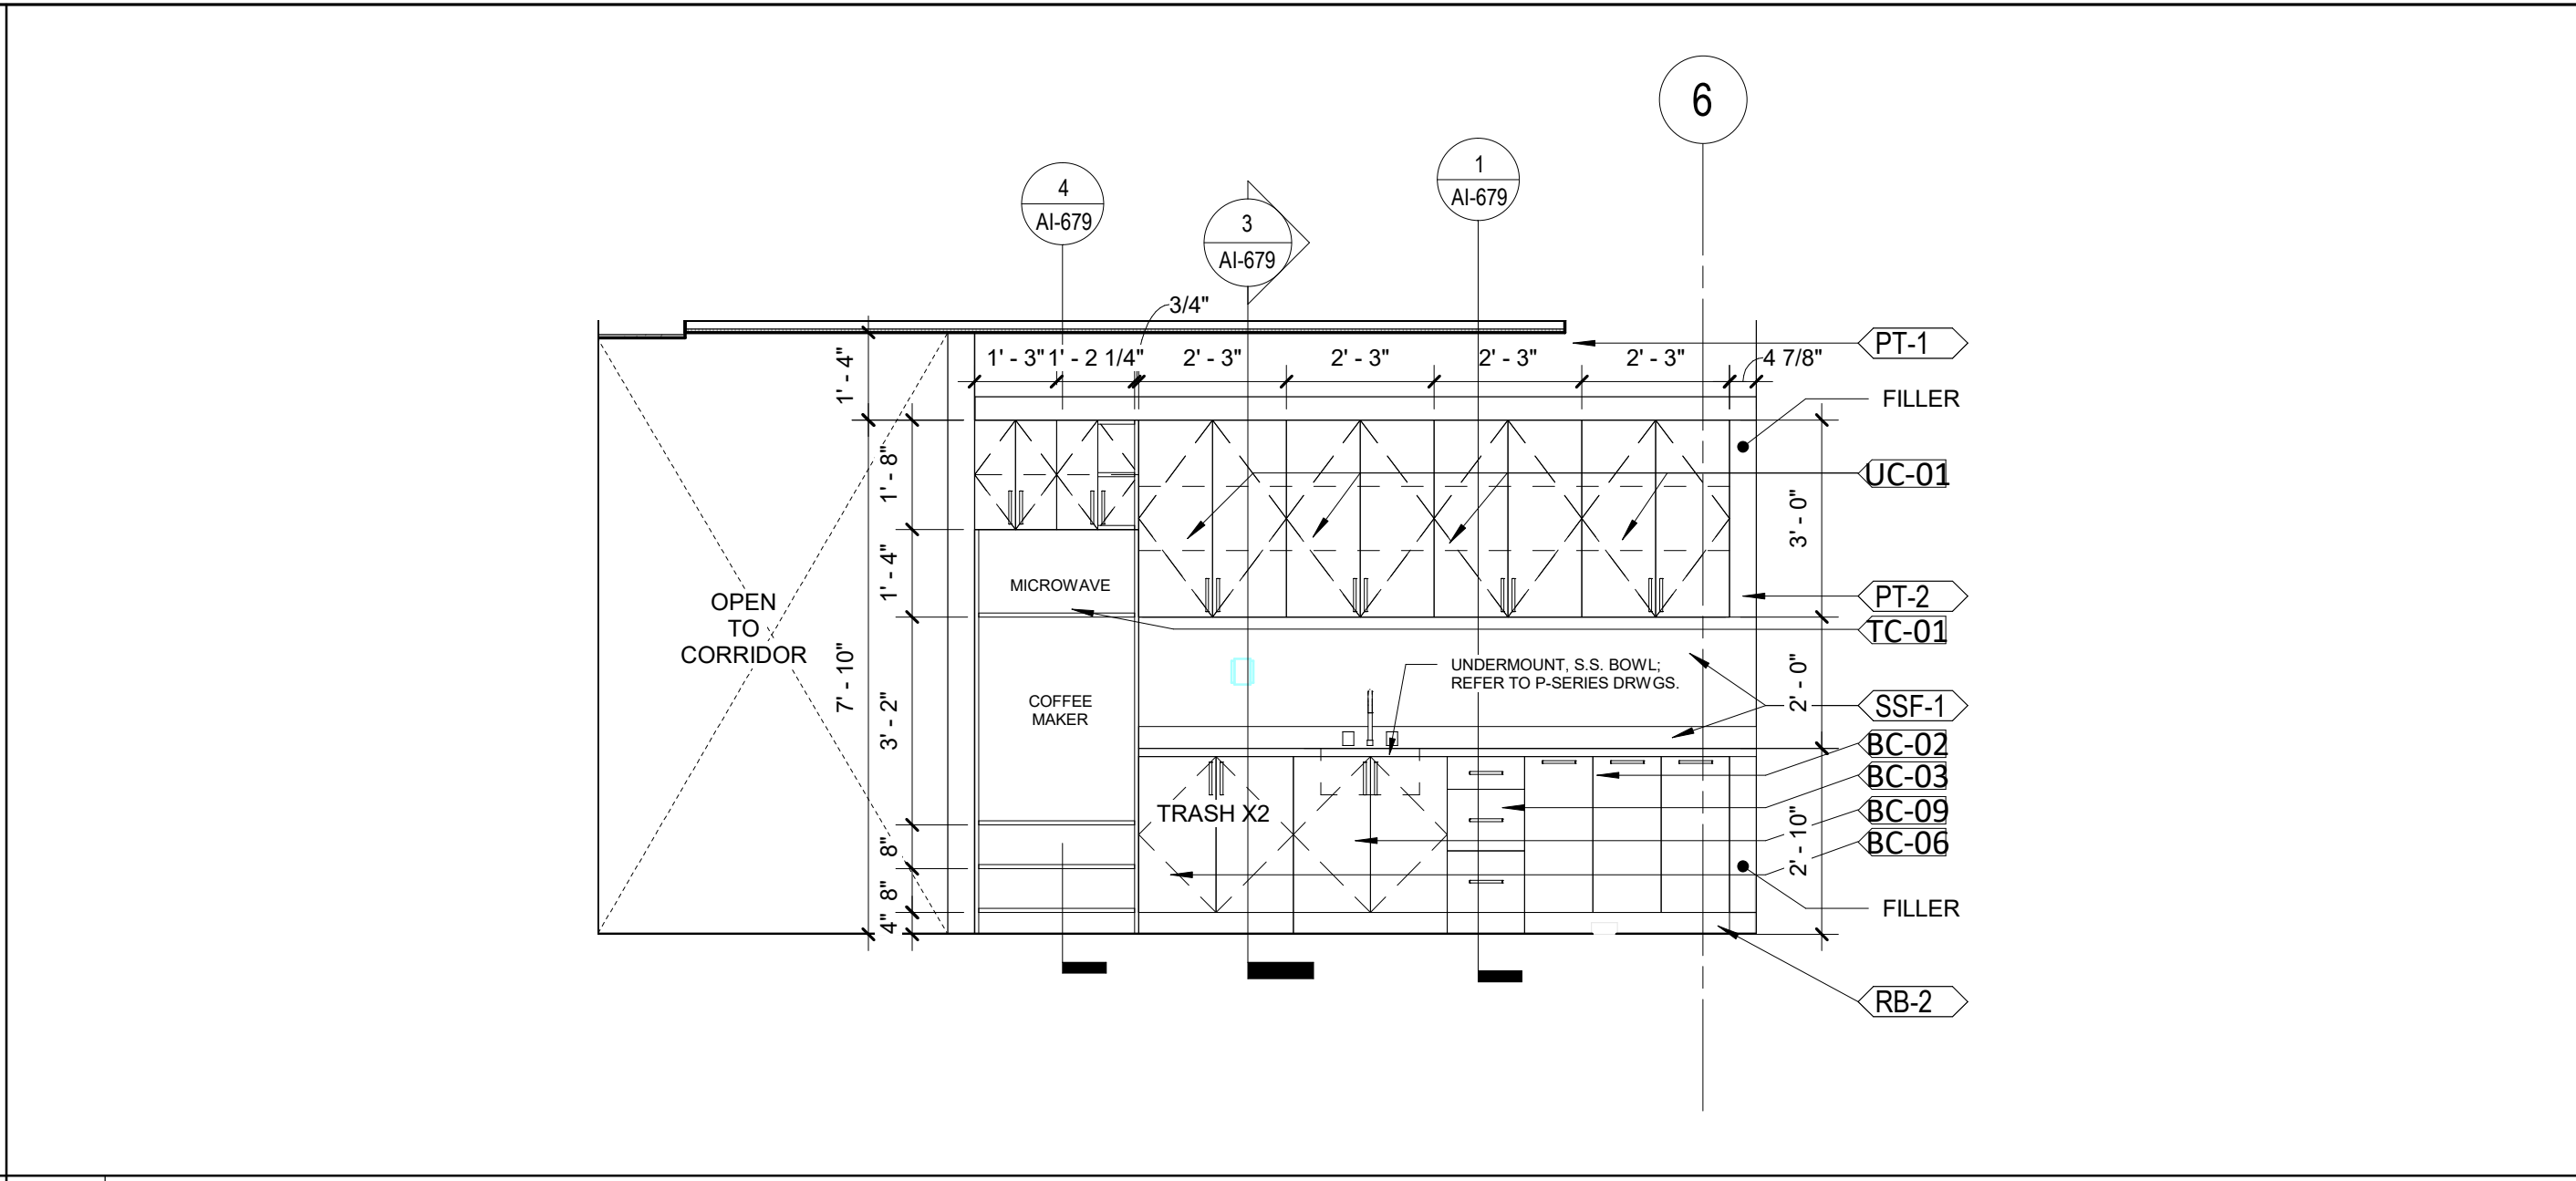 6
1
AI-679
4
AI-679
3
AI-679
3/4"
PT-1
1' - 3"
1' - 2 1/4"
2' - 3"
2' - 3"
2' - 3"
2' - 3"
4 7/8"
1' - 4"
FILLER
1' - 8"
UC-01
3' - 0"
1' - 4"
MICROWAVE
PT-2
OPEN
TO
CORRIDOR
TC-01
7' - 10"
UNDERMOUNT, S.S. BOWL;
REFER TO P-SERIES DRWGS.
2' - 0"
COFFEE
MAKER
SSF-1
3' - 2"
BC-02
BC-03
TRASH X2
BC-09
2' - 10"
BC-06
8"
8"
FILLER
4"
RB-2